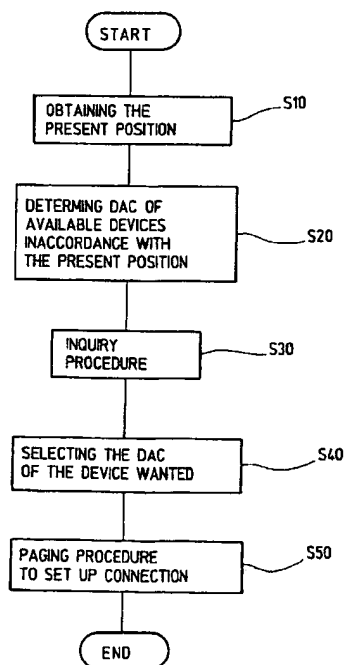 START
OBTAINING THE
PRESENT POSITION
S10
DETERMING DAC OF
AVAILABLE DEVICES
INACCORDANCE WITH
THE PRESENT POSITION
S20
INQUIRY
PROCEDURE
S30
SELECTING THE DAC
OF THE DEVICE WANTED
S40
PAGING PROCEDURE
TO SET UP CONNECTION
S50
END